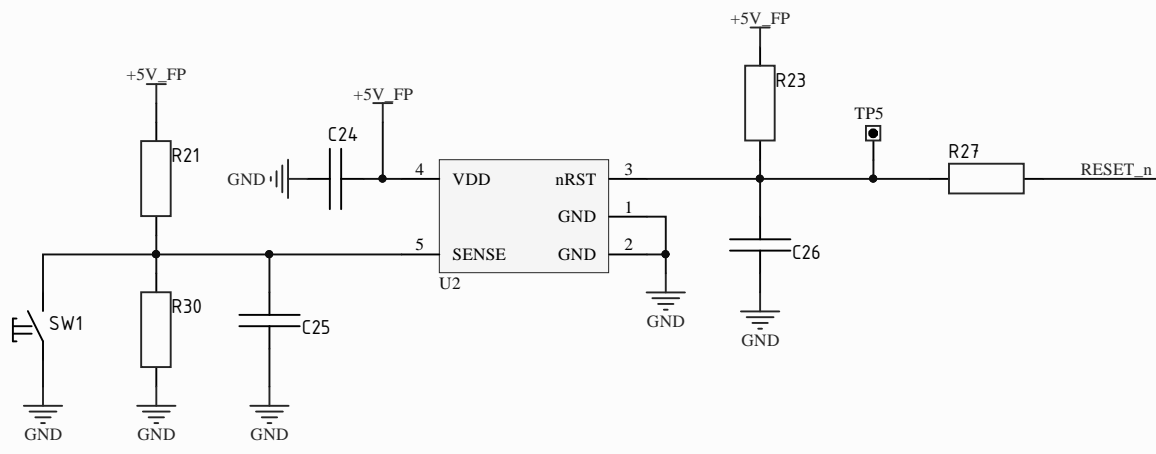 +5V_FP
R21
R30
SW1
GND
GND
C25
GND
+5V_FP
C24
GND
4
VDD
5
SENSE
U2
nRST
3
GND
1
GND
2
GND
+5V_FP
R23
C26
GND
TP5
R27
RESET_n